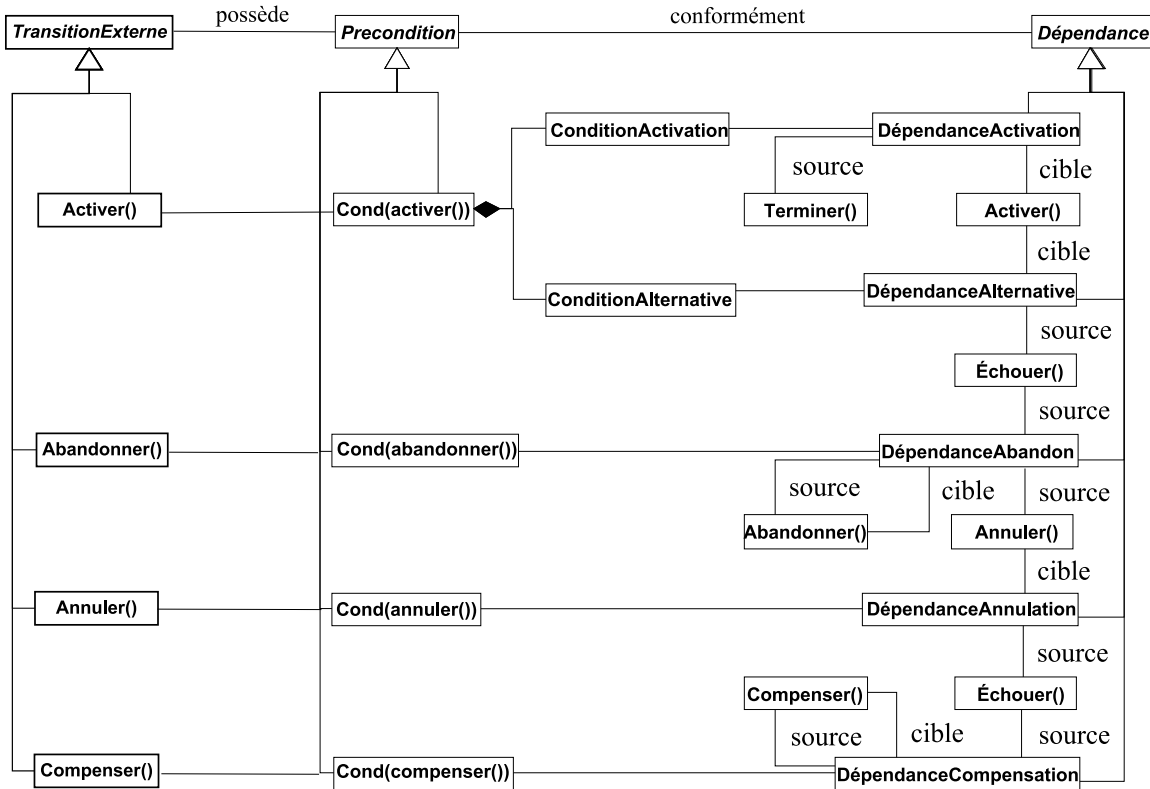 possède
conformément
TransitionExterne
Precondition
Dépendance
ConditionActivation
DépendanceActivation
source
cible
Activer()
Cond(activer())
Terminer()
Activer()
cible
ConditionAlternative
DépendanceAlternative
source
Échouer()
source
Abandonner()
Cond(abandonner())
DépendanceAbandon
source
cible
source
Abandonner()
Annuler()
cible
Annuler()
Cond(annuler())
DépendanceAnnulation
source
Compenser()
Échouer()
source
cible
source
Compenser()
Cond(compenser())
DépendanceCompensation